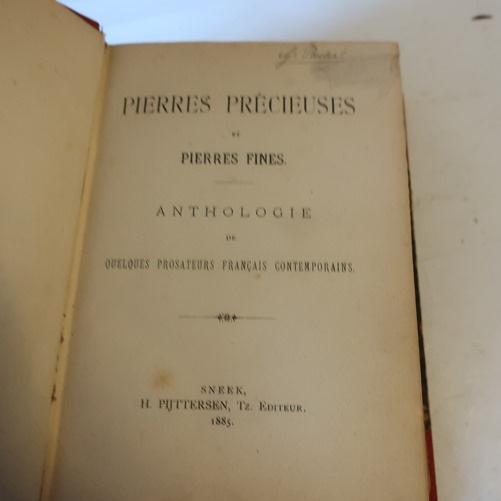 PIERRES PRÉCIEUSES
ET
PIERRES FINES.
ANTHOLOGIE
DE
QUELQUES PROSATEURS FRANÇAIS CONTEMPORAINS.
SNEEK,
H. PIJTTERSEN, Tz. EDITEUR.
1885.